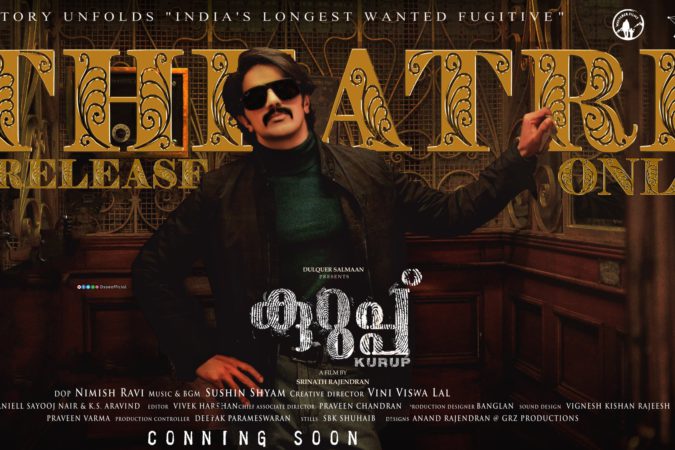 TORY UNFOLDS "INDIA'S LONGEST WANTED FUGITIVE"
THEATRE
RELEASE ONL
DULQUER SALMAAN
PRESENTS
Dqsoofficial
കുറുപ്പ്
KURUP
A FILM BY
SRINATH RAJENDRAN
DOP NIMISH RAVI MUSIC & BGM SUSHIN SHYAM CREATIVE DIRECTOR VINI VISWA LAL
ANIELL SAYOOJ NAIR & K.S. ARAVIND EDITOR VIVEK HARSHAN CHIEF ASSOCIATE DIRECTOR PRAVEEN CHANDRAN PRODUCTION DESIGNER BANGLAN SOUND DESIGN VIGNESH KISHAN RAJEESH
PRAVEEN VARMA PRODUCTION CONTROLLER DEEPAK PARAMESWARAN STILLS SBK SHUHAIB DESIGNS ANAND RAJENDRAN @ GRZ PRODUCTIONS
CONNING SOON